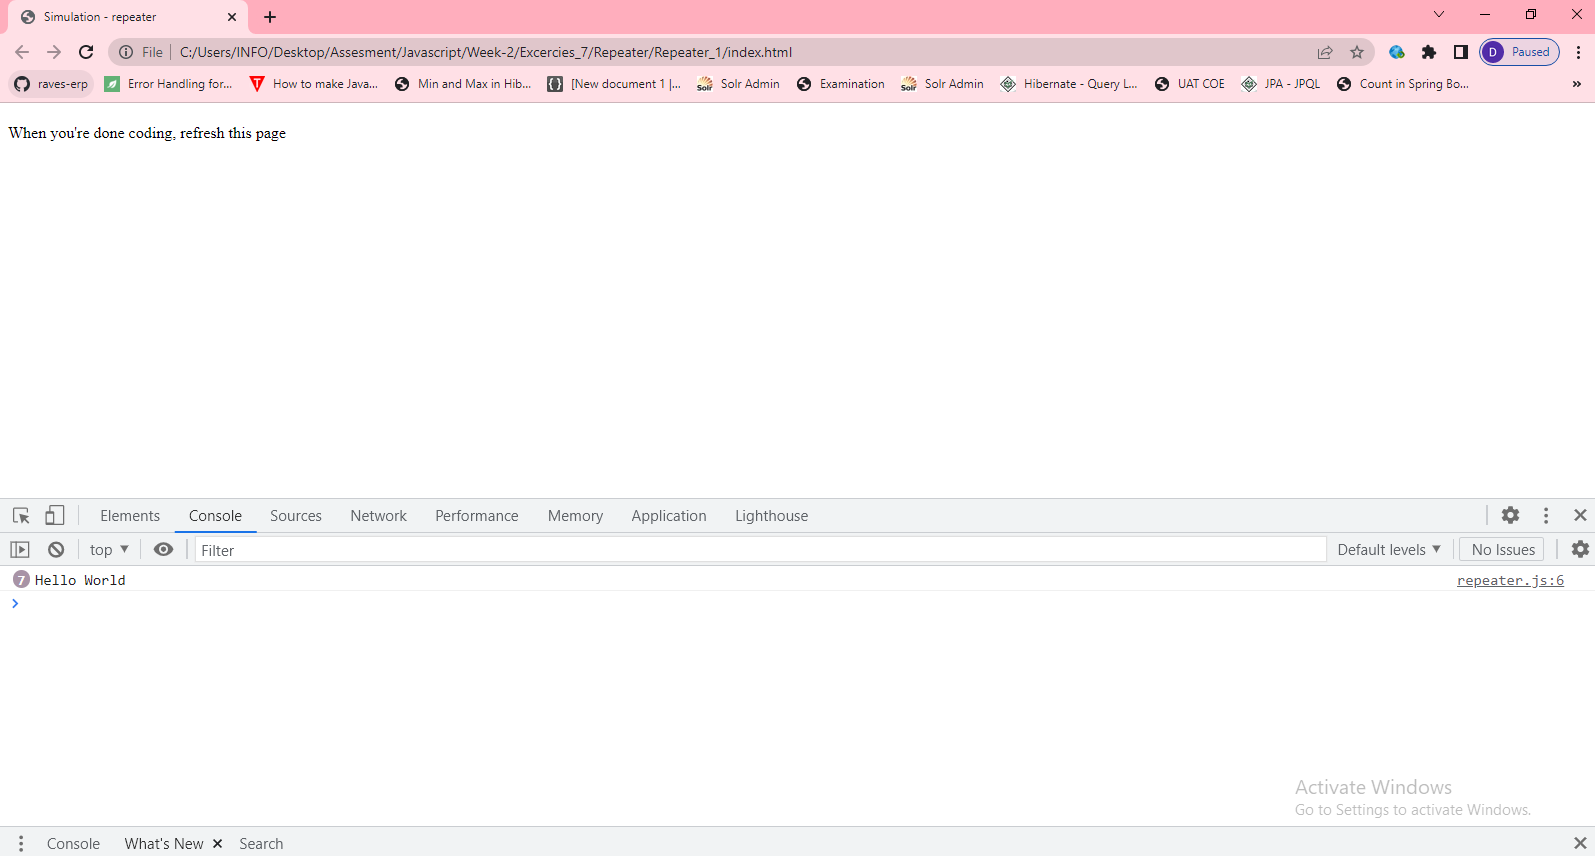 Simulation - repeater
File C:/Users/INFO/Desktop/Assesment/Javascript/Week-2/Excercies_7/Repeater/Repeater_1/index.html D Paused
raves-erp Error Handling for... How to make Java... Min and Max in Hib... [New document 1 |... Solr Admin Examination Solr Admin Hibernate - Query L... UAT COE JPA - JPQL Count in Spring Bo... »
When you're done coding, refresh this page
Elements Console Sources Network Performance Memory Application Lighthouse
top Filter Default levels No Issues
7 Hello World repeater.js:6
Activate Windows
Go to Settings to activate Windows.
Console What's New Search